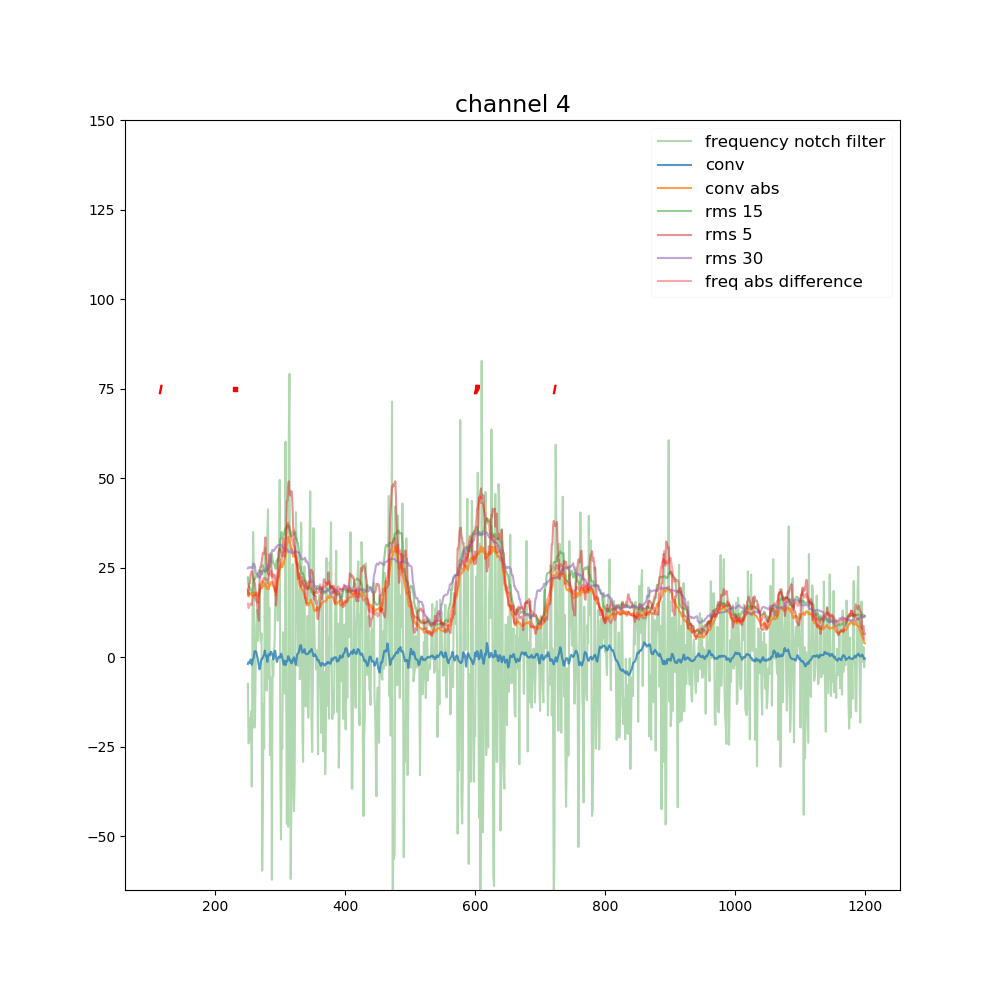 channel 4
150
125
100
75
50
25
0
−25
−50
200 400 600 800 1000 1200
frequency notch filter
conv
conv abs
rms 15
rms 5
rms 30
freq abs difference